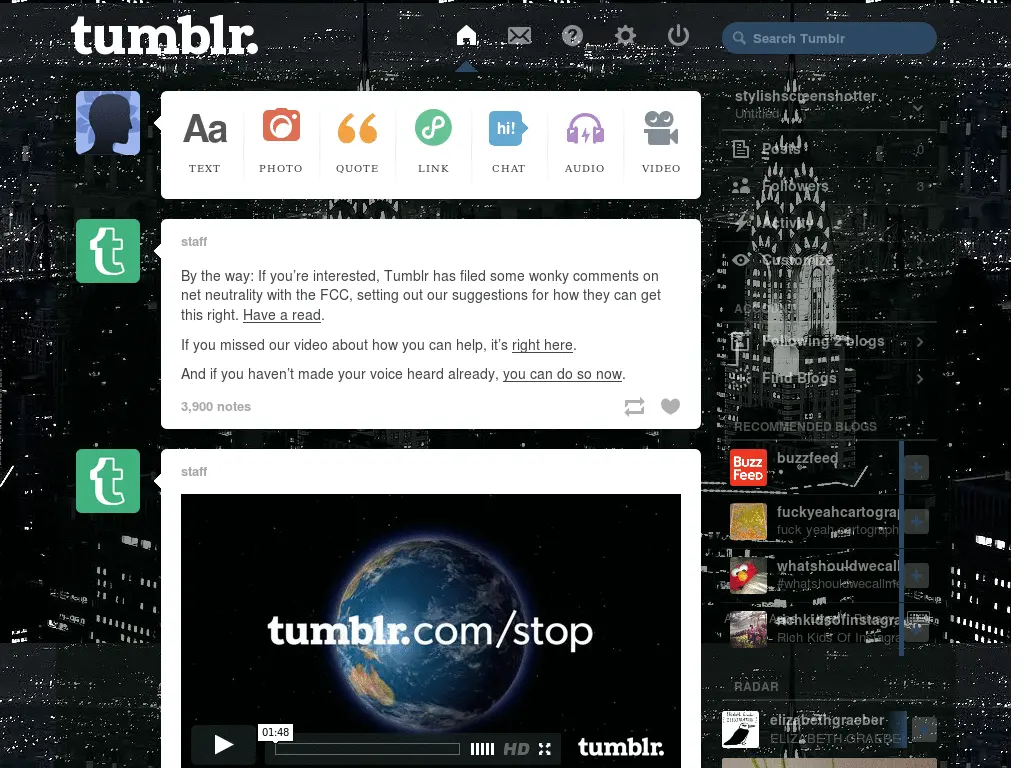 tumblr.
Search Tumblr
Aa
hi!
TEXT
PHOTO
QUOTE
LINK
CHAT
AUDIO
VIDEO
stylishscreenshotter
Untitled
Posts 0
Followers 3
Activity
Customize
Following 2 blogs
Find Blogs
RECOMMENDED BLOGS
Buzz
Feed
buzzfeed
fuckyeahcartograp
fuck yeah cartograph
whatshouldwecall
#whatshouldwecallme
richkidsofinstagra
Rich Kids Of Instagra
RADAR
elizabethgraeber
ELIZABETH GRAEBE
staff
By the way: If you’re interested, Tumblr has filed some wonky comments on
net neutrality with the FCC, setting out our suggestions for how they can get
this right. Have a read.
If you missed our video about how you can help, it’s right here.
And if you haven’t made your voice heard already, you can do so now.
3,900 notes
staff
tumblr.com/stop
01:48
HD
tumblr.